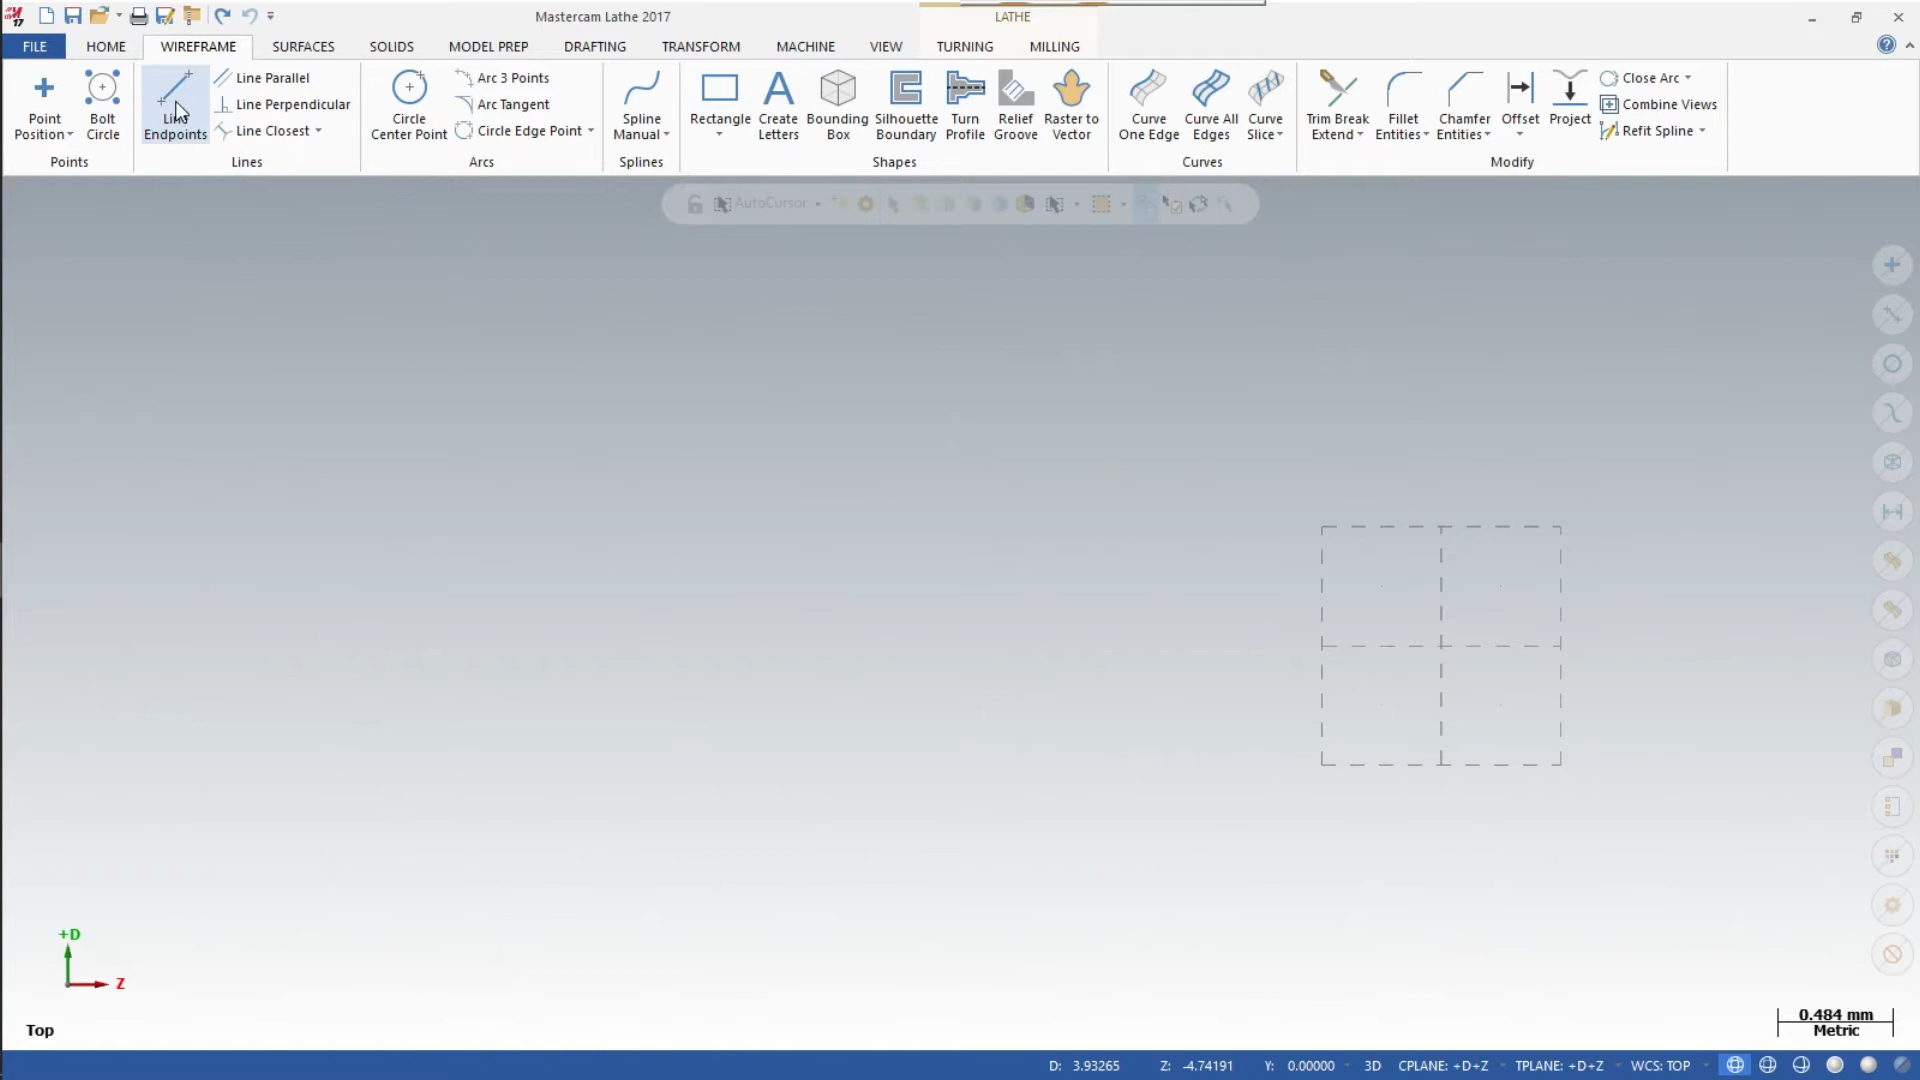 17
Mastercam Lathe 2017
LATHE
FILE
HOME
WIREFRAME
SURFACES
SOLIDS
MODEL PREP
DRAFTING
TRANSFORM
MACHINE
VIEW
TURNING
MILLING
Point
Position
Bolt
Circle
Points
Line
Endpoints
Line Parallel
Line Perpendicular
Line Closest
Lines
Circle
Center Point
Arc 3 Points
Arc Tangent
Circle Edge Point
Arcs
Spline
Manual
Splines
Rectangle
Create
Letters
Bounding
Box
Silhouette
Boundary
Turn
Profile
Relief
Groove
Raster to
Vector
Shapes
Curve
One Edge
Curve All
Edges
Curve
Slice
Curves
Trim Break
Extend
Fillet
Entities
Chamfer
Entities
Offset
Project
Close Arc
Combine Views
Refit Spline
Modify
AutoCursor
+D
Z
Top
0.484 mm
Metric
D: 3.93265 Z: -4.74191 Y: 0.00000 3D CPLANE: +D+Z TPLANE: +D+Z WCS: TOP